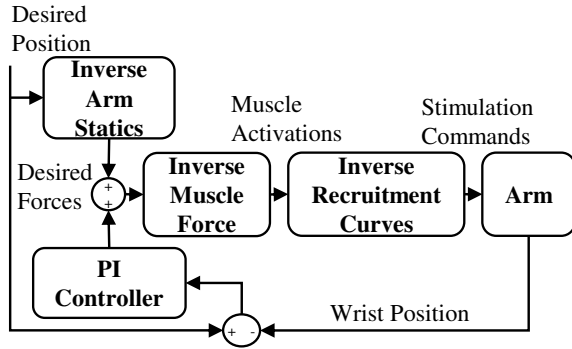 Desired
Position
Inverse
Arm
Statics
Muscle
Activations
Stimulation
Commands
Desired
Forces
+
+
Inverse
Muscle
Force
Inverse
Recruitment
Curves
Arm
PI
Controller
+ -
Wrist Position